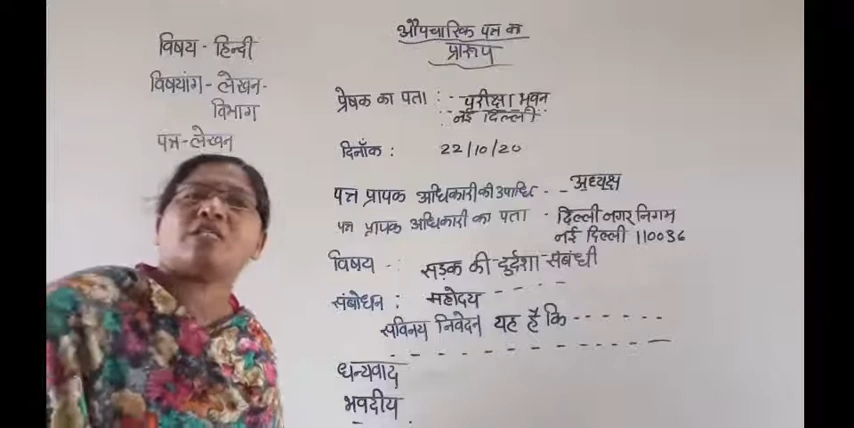 विषय - हिन्दी
विषयांग - लेखन-
विभाग
पत्र-लेखन
औपचारिक पत्र का
प्रारूप
प्रेषक का पता : - - परीक्षा भवन
नई दिल्ली
दिनाँक : 22/10/20
पत्र प्रापक अधिकारी की उपाधि - - अध्यक्ष
पत्र प्रापक अधिकारी का पता - दिल्ली नगर निगम
नई दिल्ली 110036
विषय - : सड़क की दुर्दशा संबंधी
संबोधन : महोदय - - - -
सविनय निवेदन यह है कि - - - - - -
धन्यवाद
भवदीय